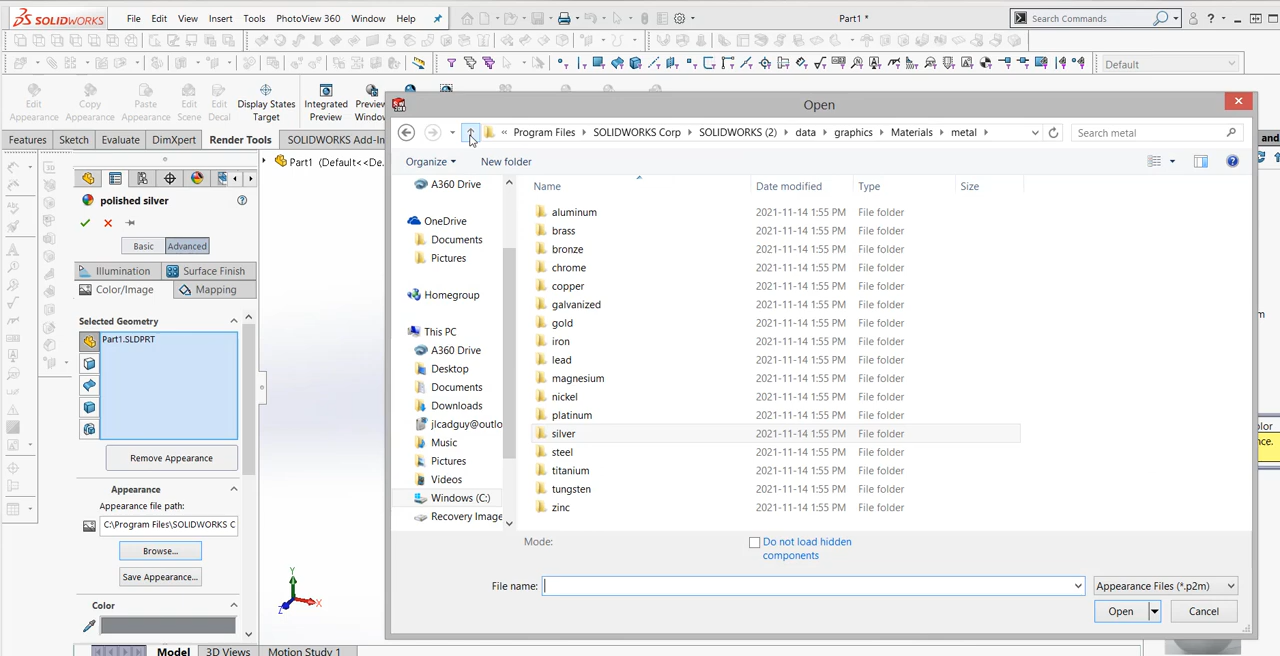 SOLIDWORKS File Edit View Insert Tools PhotoView 360 Window Help Part1 * Search Commands ?
Default
Edit Appearance Copy Appearance Paste Appearance Edit Scene Edit Decal Display States Target Integrated Preview Preview Window
Open
Features Sketch Evaluate DimXpert Render Tools SOLIDWORKS Add-In
« Program Files SOLIDWORKS Corp SOLIDWORKS (2) data graphics Materials metal Search metal
and
Part1 (Default<<De
Organize New folder
polished silver
Basic Advanced
Illumination Surface Finish
Color/Image Mapping
Selected Geometry
Part1.SLDPRT
Remove Appearance
Appearance
Appearance file path:
C:\Program Files\SOLIDWORKS C
Browse...
Save Appearance...
Color
A360 Drive
OneDrive
Documents
Pictures
Homegroup
This PC
A360 Drive
Desktop
Documents
Downloads
jlcadguy@outlo
Music
Pictures
Videos
Windows (C:)
Recovery Image
Name Date modified Type Size
aluminum 2021-11-14 1:55 PM File folder
brass 2021-11-14 1:55 PM File folder
bronze 2021-11-14 1:55 PM File folder
chrome 2021-11-14 1:55 PM File folder
copper 2021-11-14 1:55 PM File folder
galvanized 2021-11-14 1:55 PM File folder
gold 2021-11-14 1:55 PM File folder
iron 2021-11-14 1:55 PM File folder
lead 2021-11-14 1:55 PM File folder
magnesium 2021-11-14 1:55 PM File folder
nickel 2021-11-14 1:55 PM File folder
platinum 2021-11-14 1:55 PM File folder
silver 2021-11-14 1:55 PM File folder
steel 2021-11-14 1:55 PM File folder
titanium 2021-11-14 1:55 PM File folder
tungsten 2021-11-14 1:55 PM File folder
zinc 2021-11-14 1:55 PM File folder
olor
ce.
Mode: Do not load hidden
components
File name: Appearance Files (*.p2m)
Open Cancel
Y
X
Z
Model 3D Views Motion Study 1